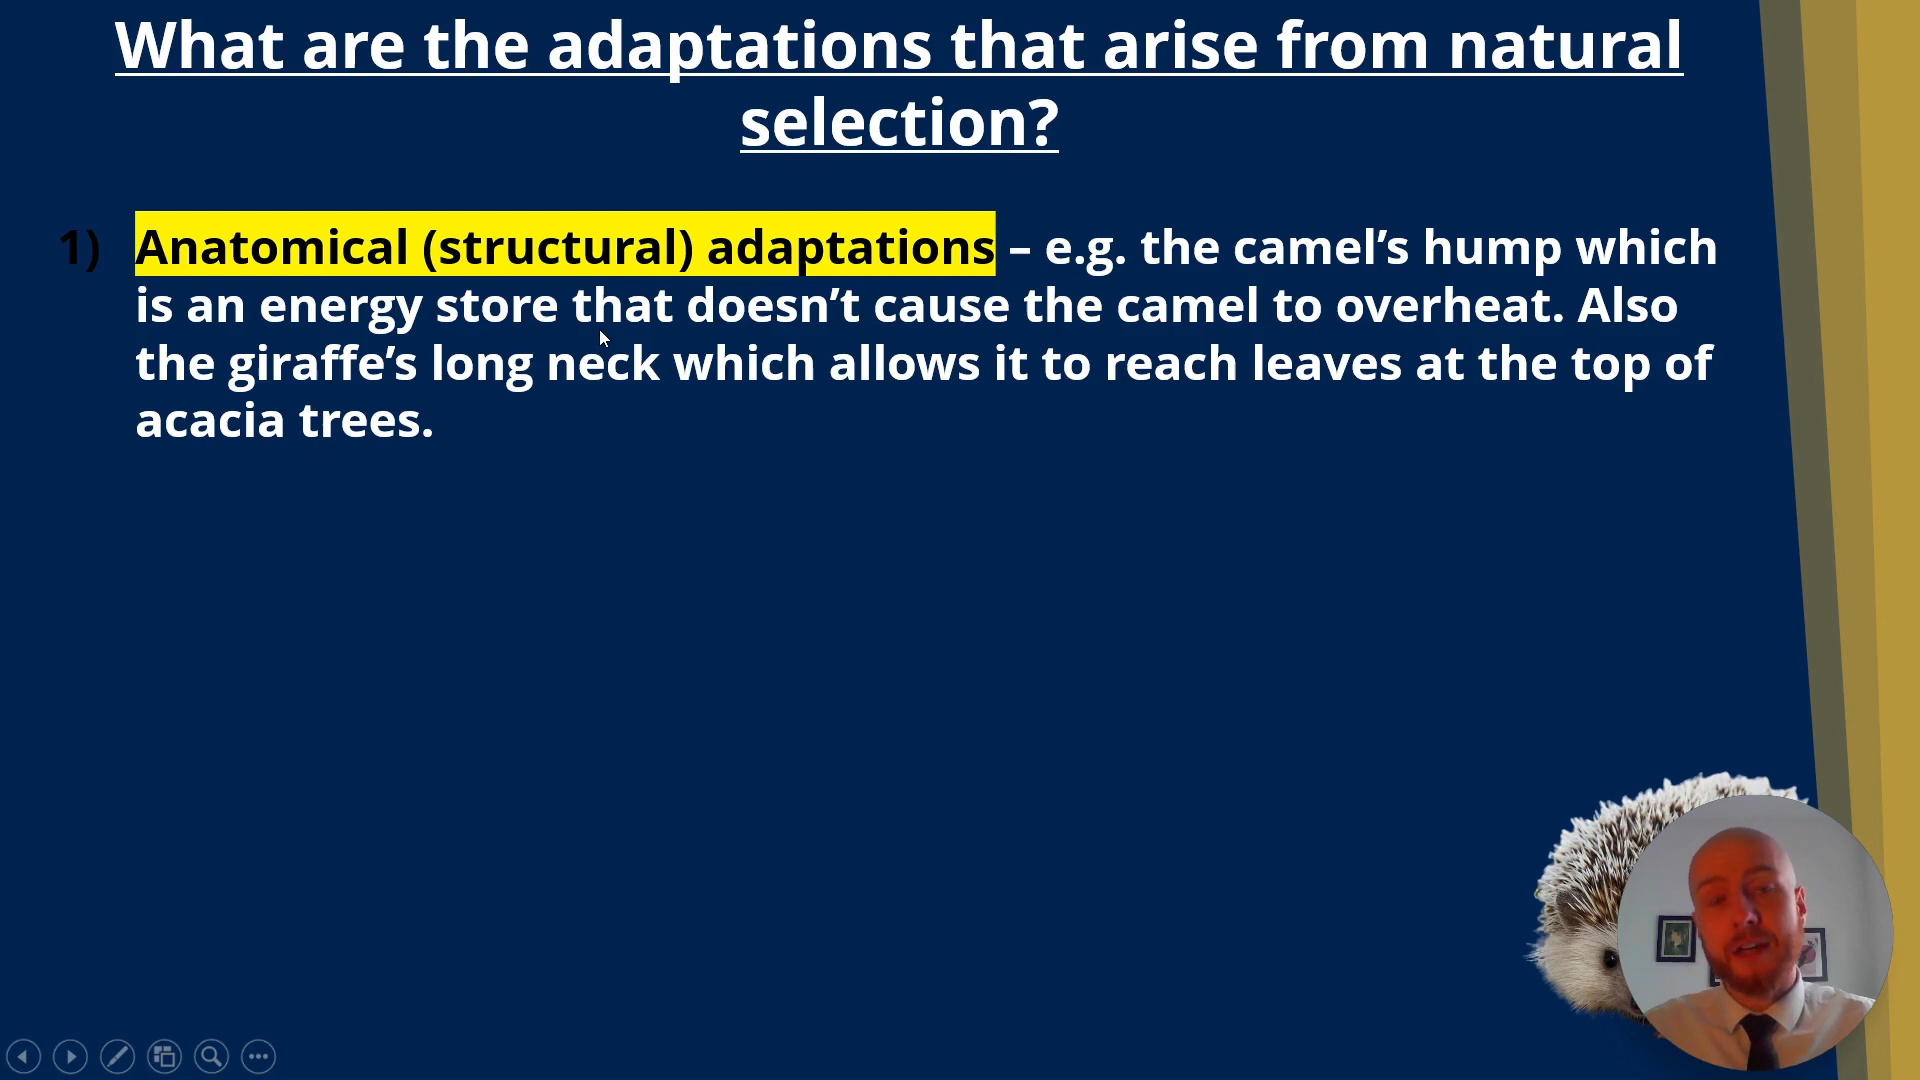 What are the adaptations that arise from natural
selection?
1) Anatomical (structural) adaptations – e.g. the camel’s hump which
is an energy store that doesn’t cause the camel to overheat. Also
the giraffe’s long neck which allows it to reach leaves at the top of
acacia trees.